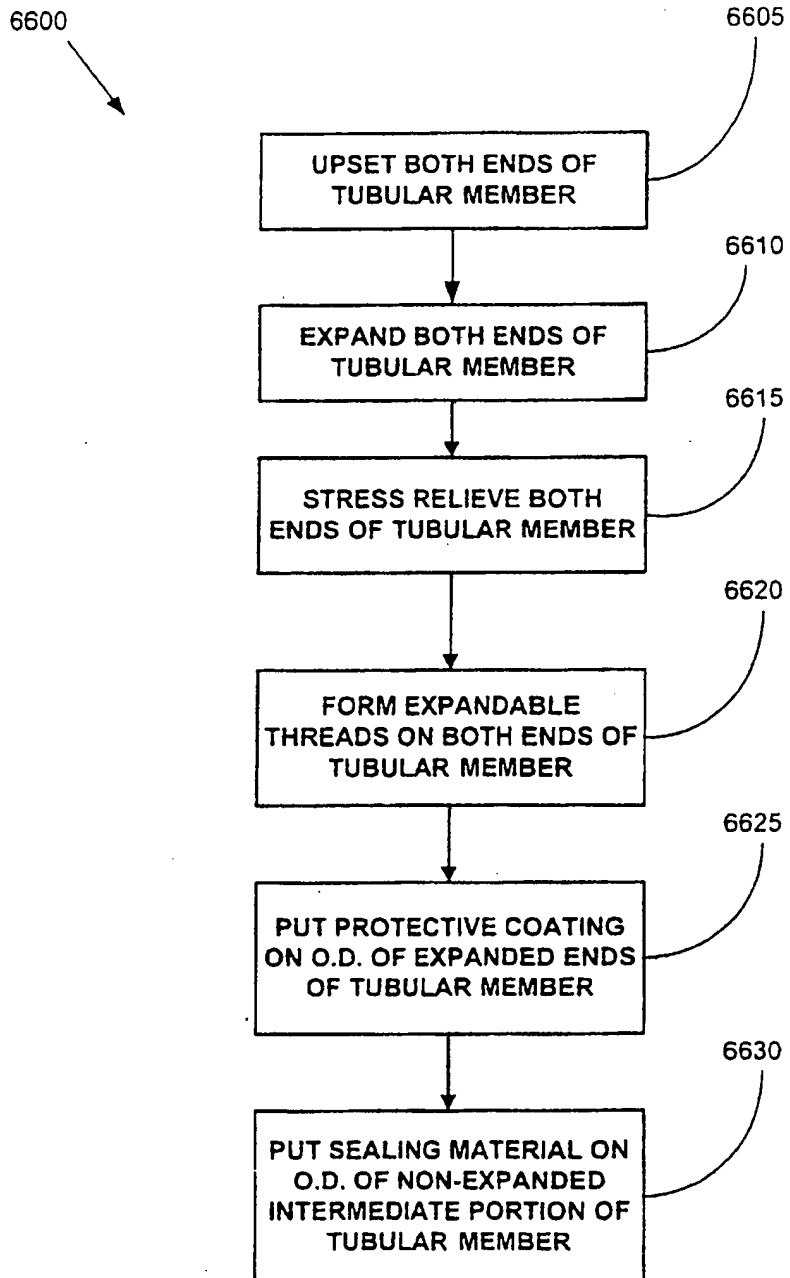 6600
6605
UPSET BOTH ENDS OF
TUBULAR MEMBER
6610
EXPAND BOTH ENDS OF
TUBULAR MEMBER
6615
STRESS RELIEVE BOTH
ENDS OF TUBULAR MEMBER
6620
FORM EXPANDABLE
THREADS ON BOTH ENDS OF
TUBULAR MEMBER
6625
PUT PROTECTIVE COATING
ON O.D. OF EXPANDED ENDS
OF TUBULAR MEMBER
6630
PUT SEALING MATERIAL ON
O.D. OF NON-EXPANDED
INTERMEDIATE PORTION OF
TUBULAR MEMBER